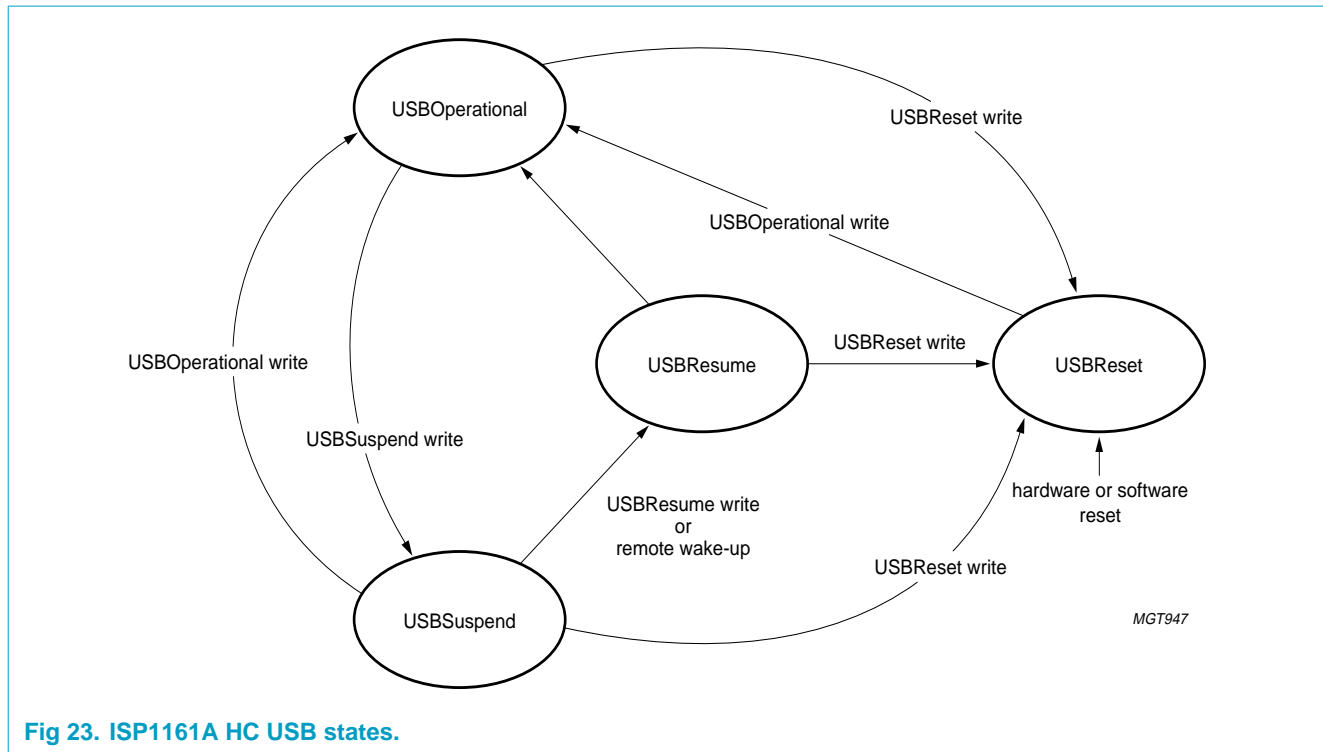 USBOperational
USBReset write
USBOperational write
USBOperational write
USBResume
USBReset write
USBReset
USBSuspend write
USBResume write
or
remote wake-up
hardware or software
reset
USBReset write
USBSuspend
MGT947
Fig 23. ISP1161A HC USB states.